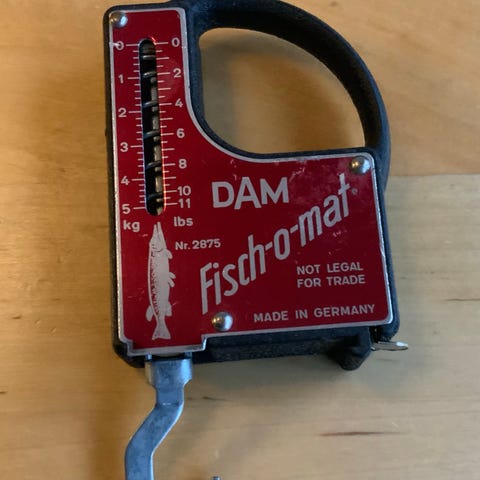 0 0
1 2
2 4
6
3 8
4 10
5 11
kg lbs
DAM
Nr. 2875
Fisch-o-mat
NOT LEGAL
FOR TRADE
MADE IN GERMANY